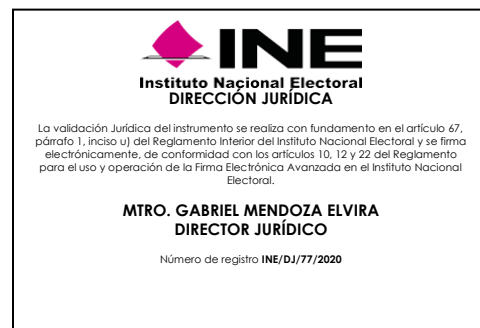 INE
Instituto Nacional Electoral
DIRECCIÓN JURÍDICA
La validación Jurídica del instrumento se realiza con fundamento en el artículo 67,
párrafo 1, inciso u) del Reglamento Interior del Instituto Nacional Electoral y se firma
electrónicamente, de conformidad con los artículos 10, 12 y 22 del Reglamento
para el uso y operación de la Firma Electrónica Avanzada en el Instituto Nacional
Electoral.
MTRO. GABRIEL MENDOZA ELVIRA
DIRECTOR JURÍDICO
Número de registro INE/DJ/77/2020